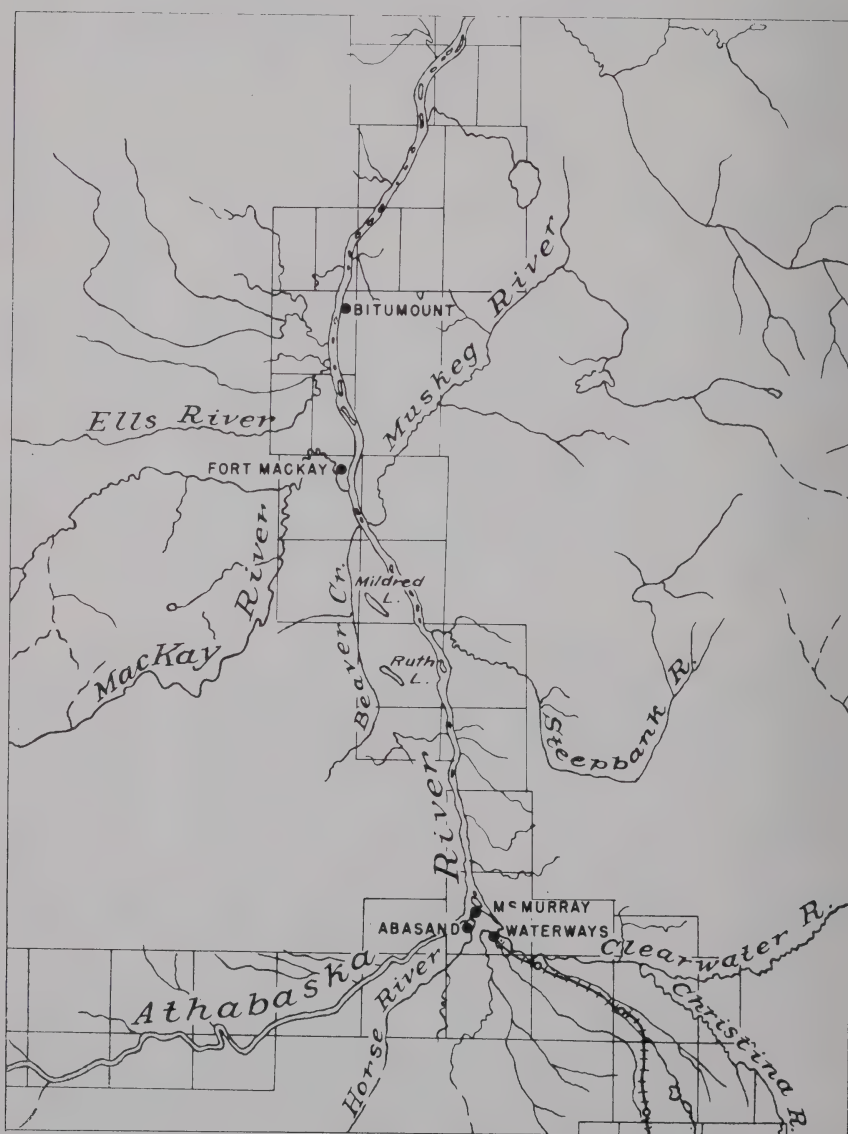 BITUMOUNT
Muskeg River
Ells River
FORT MACKAY
MacKay River
Beaver Cr.
Mildred L.
Ruth L.
Steepbank R.
River
McMURRAY
ABASAND
WATERWAYS
Clearwater R.
Athabaska
Horse River
Christina R.